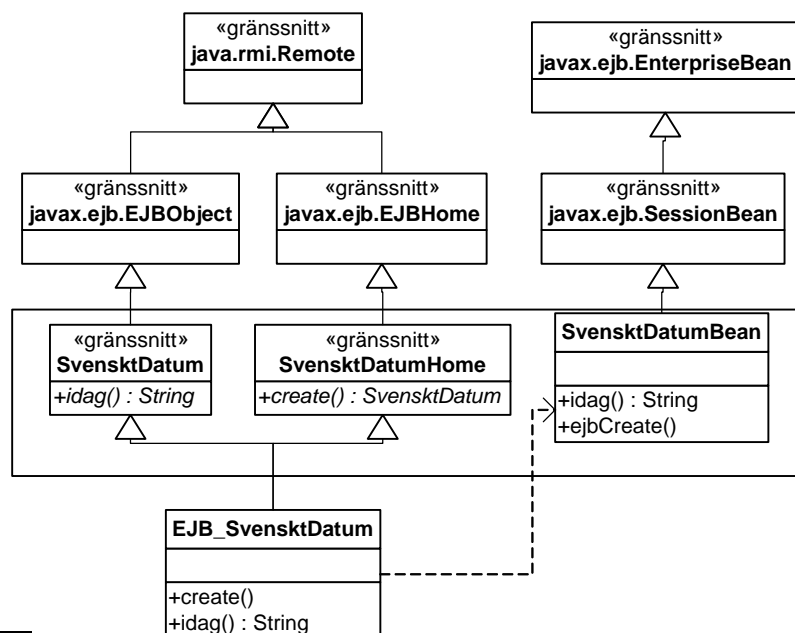 «gränssnitt»
java.rmi.Remote
«gränssnitt»
javax.ejb.EnterpriseBean
«gränssnitt»
javax.ejb.EJBObject
«gränssnitt»
javax.ejb.EJBHome
«gränssnitt»
javax.ejb.SessionBean
«gränssnitt»
SvensktDatum
+idag() : String
«gränssnitt»
SvensktDatumHome
+create() : SvensktDatum
SvensktDatumBean
+idag() : String
+ejbCreate()
EJB_SvensktDatum
+create()
+idag() : String